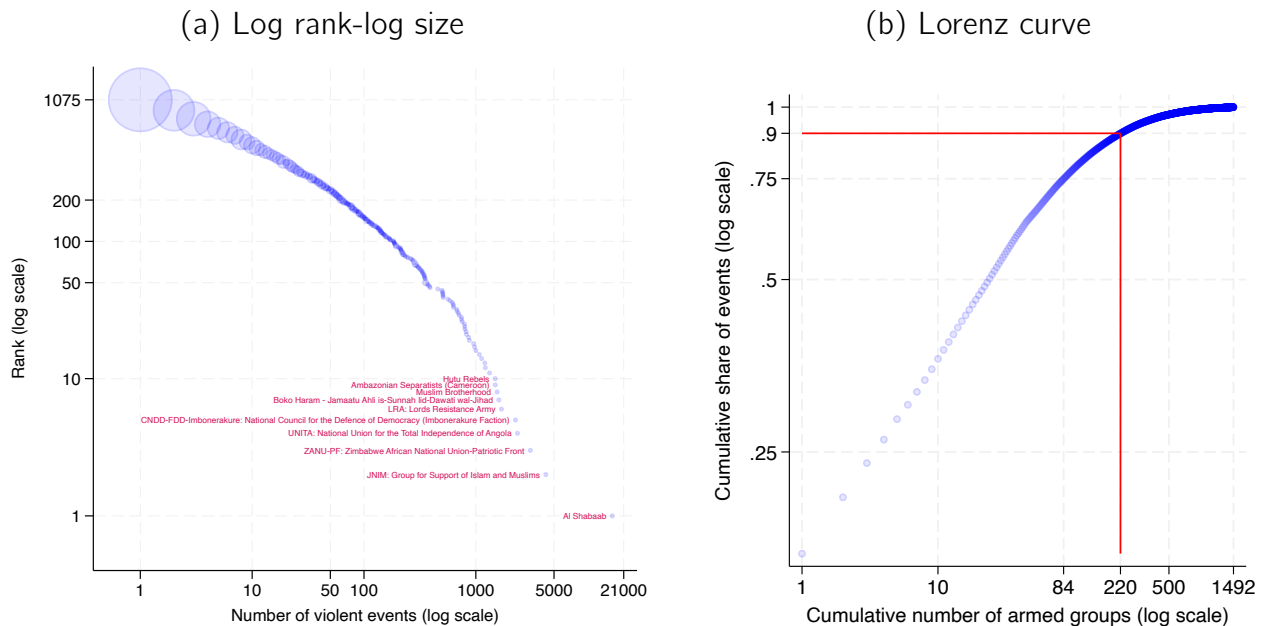 (a) Log rank-log size
1075
200
100
50
10
1
Rank (log scale)
Hutu Rebels
Ambazonian Separatists (Cameroon)
Muslim Brotherhood
Boko Haram - Jamaatu Ahli is-Sunnah lid-Dawati wal-Jihad
LRA: Lords Resistance Army
CNDD-FDD-Imbonerakure: National Council for the Defence of Democracy (Imbonerakure Faction)
UNITA: National Union for the Total Independence of Angola
ZANU-PF: Zimbabwe African National Union-Patriotic Front
JNIM: Group for Support of Islam and Muslims
Al Shabaab
1 10 50 100 1000 5000 21000
Number of violent events (log scale)
(b) Lorenz curve
1
.9
.75
.5
.25
Cumulative share of events (log scale)
1 10 84 220 500 1492
Cumulative number of armed groups (log scale)